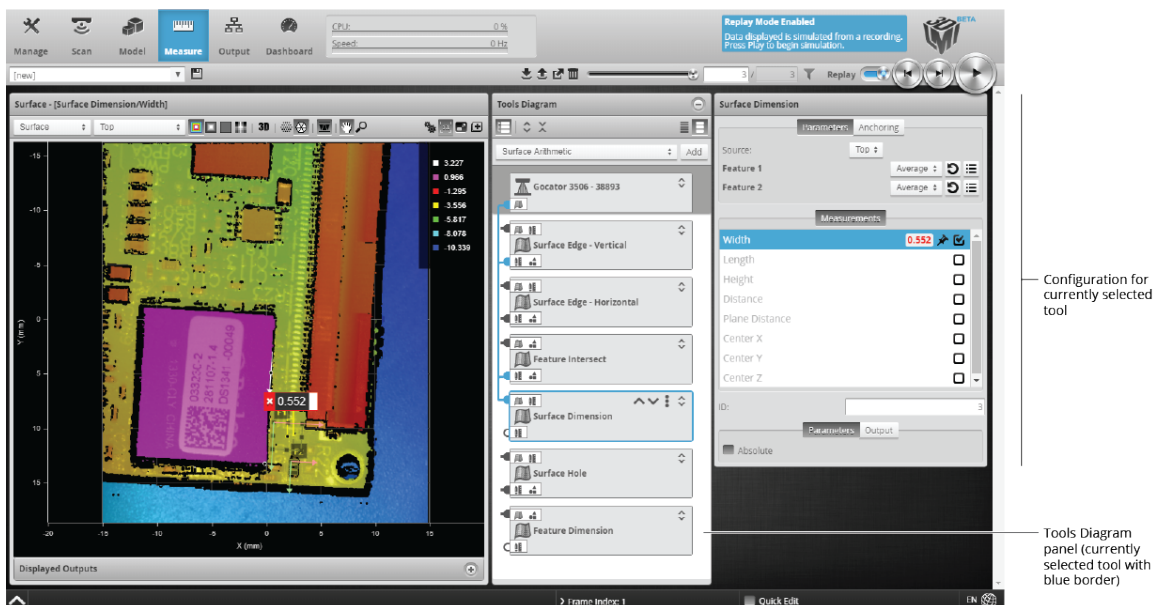 Manage
Scan
Model
Measure
Output
Dashboard
CPU:
0 %
Speed:
0 Hz
Replay Mode Enabled
Data displayed is simulated from a recording.
Press Play to begin simulation.
BETA
[new]
3 /
3
Replay
Surface - [Surface Dimension/Width]
Surface
Top
3D
3.227
0.966
-1.295
-3.556
-5.817
-8.078
-10.339
-15
-10
-5
0
5
10
15
Y (mm)
0.552
-20
-15
-10
-5
0
5
10
15
X (mm)
Displayed Outputs
Tools Diagram
Surface Arithmetic
Add
Gocator 3506 - 38893
Surface Edge - Vertical
Surface Edge - Horizontal
Feature Intersect
Surface Dimension
Surface Hole
Feature Dimension
Surface Dimension
Parameters
Anchoring
Source:
Top
Feature 1
Average
Feature 2
Average
Measurements
Width
0.552
Length
Height
Distance
Plane Distance
Center X
Center Y
Center Z
ID:
3
Parameters
Output
Absolute
Configuration for
currently selected
tool
Tools Diagram
panel (currently
selected tool with
blue border)
> Frame Index: 1
Quick Edit
EN